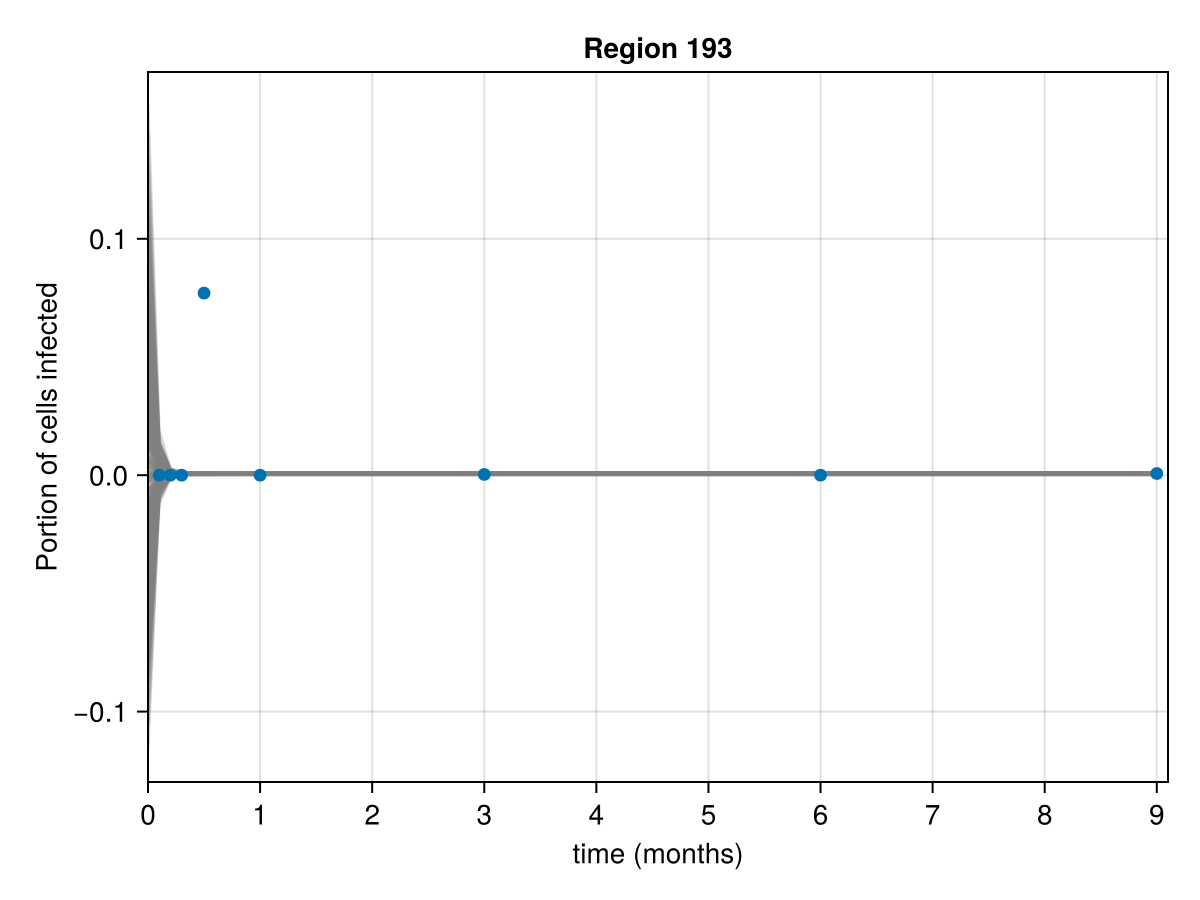 Region 193
Portion of cells infected
0.1
0.0
−0.1
0 1 2 3 4 5 6 7 8 9
time (months)